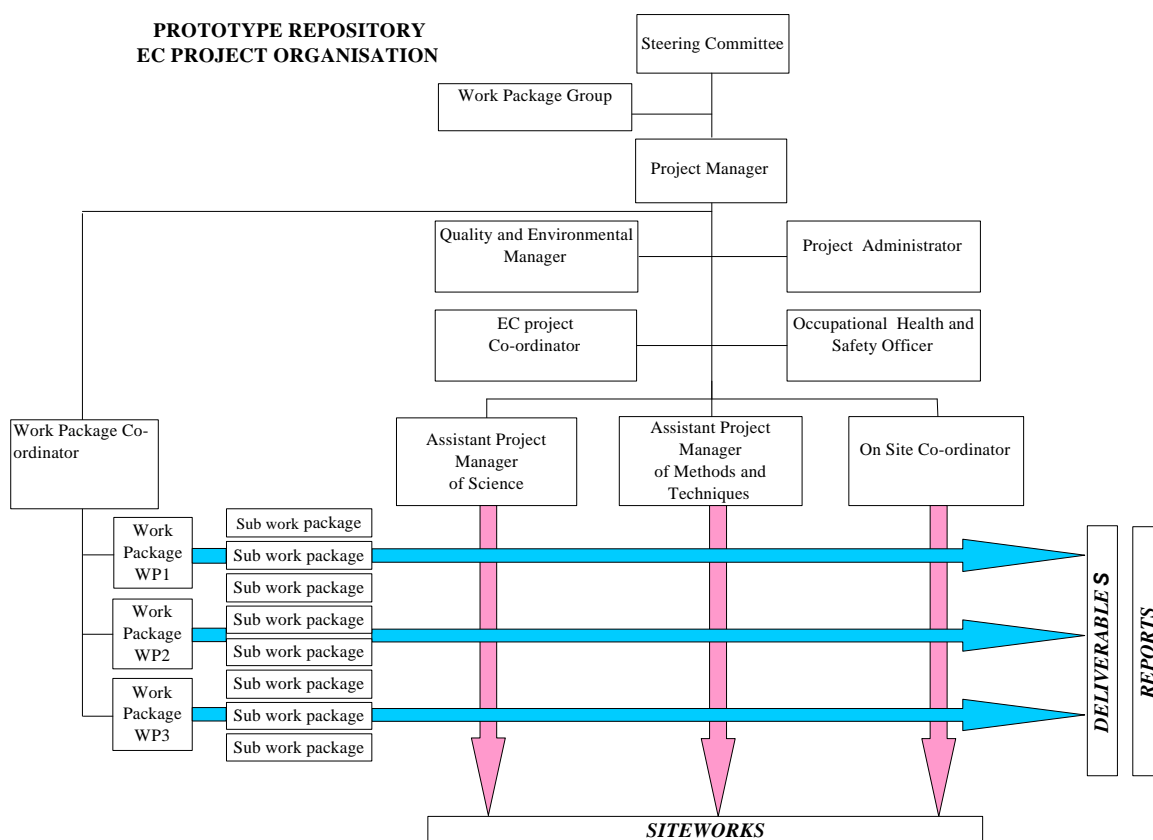 PROTOTYPE REPOSITORY
EC PROJECT ORGANISATION
Steering Committee
Work Package Group
Project Manager
Quality and Environmental
Manager
Project Administrator
EC project
Co-ordinator
Occupational Health and
Safety Officer
Work Package Co-
ordinator
Assistant Project
Manager
of Science
Assistant Project
Manager
of Methods and
Techniques
On Site Co-ordinator
Work
Package
WP1
Sub work package
Sub work package
Sub work package
Work
Package
WP2
Sub work package
Sub work package
Work
Package
WP3
Sub work package
Sub work package
Sub work package
DELIVERABLE S
REPORTS
SITEWORKS